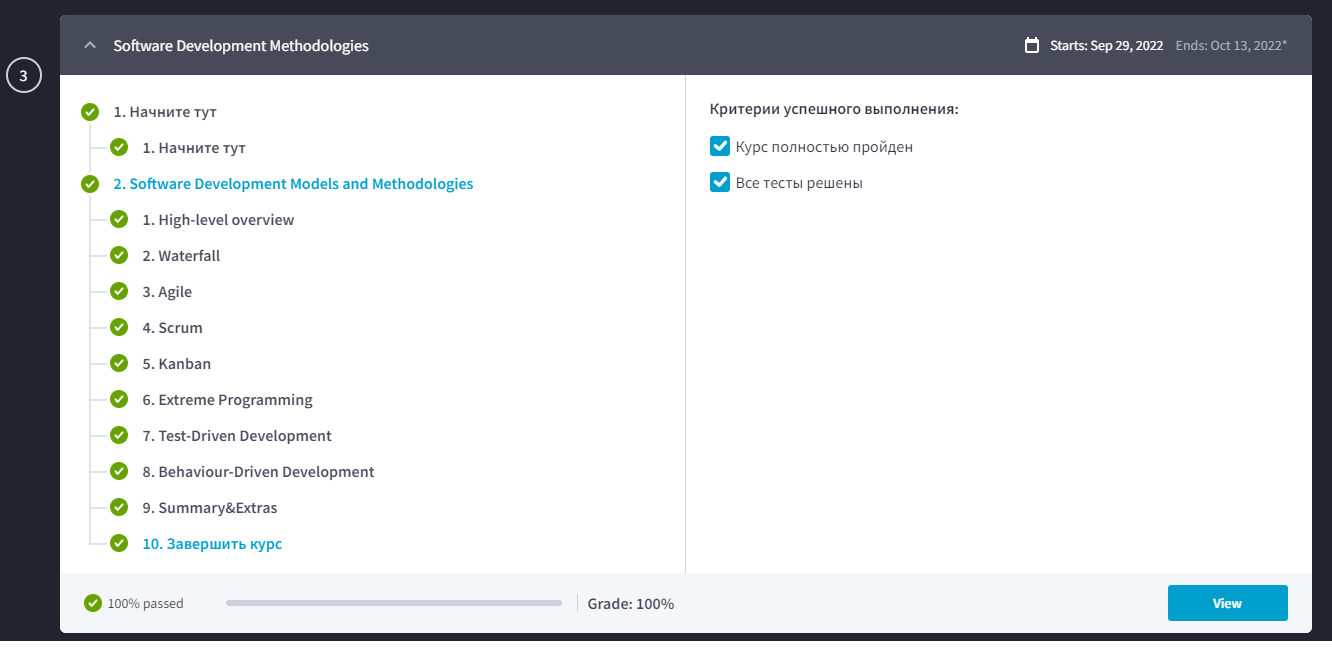 Software Development Methodologies
Starts: Sep 29, 2022 Ends: Oct 13, 2022*
3
1. Начните тут
1. Начните тут
2. Software Development Models and Methodologies
1. High-level overview
2. Waterfall
3. Agile
4. Scrum
5. Kanban
6. Extreme Programming
7. Test-Driven Development
8. Behaviour-Driven Development
9. Summary&Extras
10. Завершить курс
Критерии успешного выполнения:
Курс полностью пройден
Все тесты решены
100% passed
Grade: 100%
View